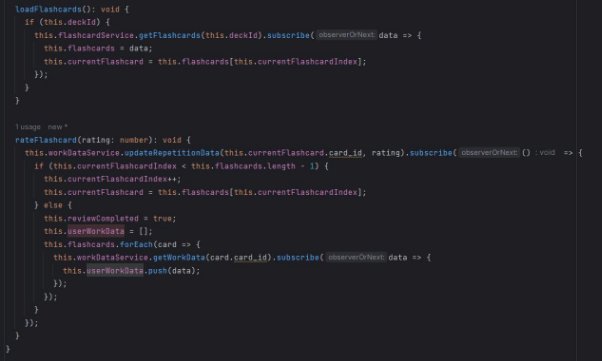 loadFlashcards(): void {
if (this.deckId) {
this.flashcardService.getFlashcards(this.deckId).subscribe( observerOrNext: data => {
this.flashcards = data;
this.currentFlashcard = this.flashcards[this.currentFlashcardIndex];
});
}
}
1 usage new *
rateFlashcard(rating: number): void {
this.workDataService.updateRepetitionData(this.currentFlashcard.card_id, rating).subscribe( observerOrNext: () :void => {
if (this.currentFlashcardIndex < this.flashcards.length - 1) {
this.currentFlashcardIndex++;
this.currentFlashcard = this.flashcards[this.currentFlashcardIndex];
} else {
this.reviewCompleted = true;
this.userWorkData = [];
this.flashcards.forEach(card => {
this.workDataService.getWorkData(card.card_id).subscribe( observerOrNext: data => {
this.userWorkData.push(data);
});
});
}
});
}
}